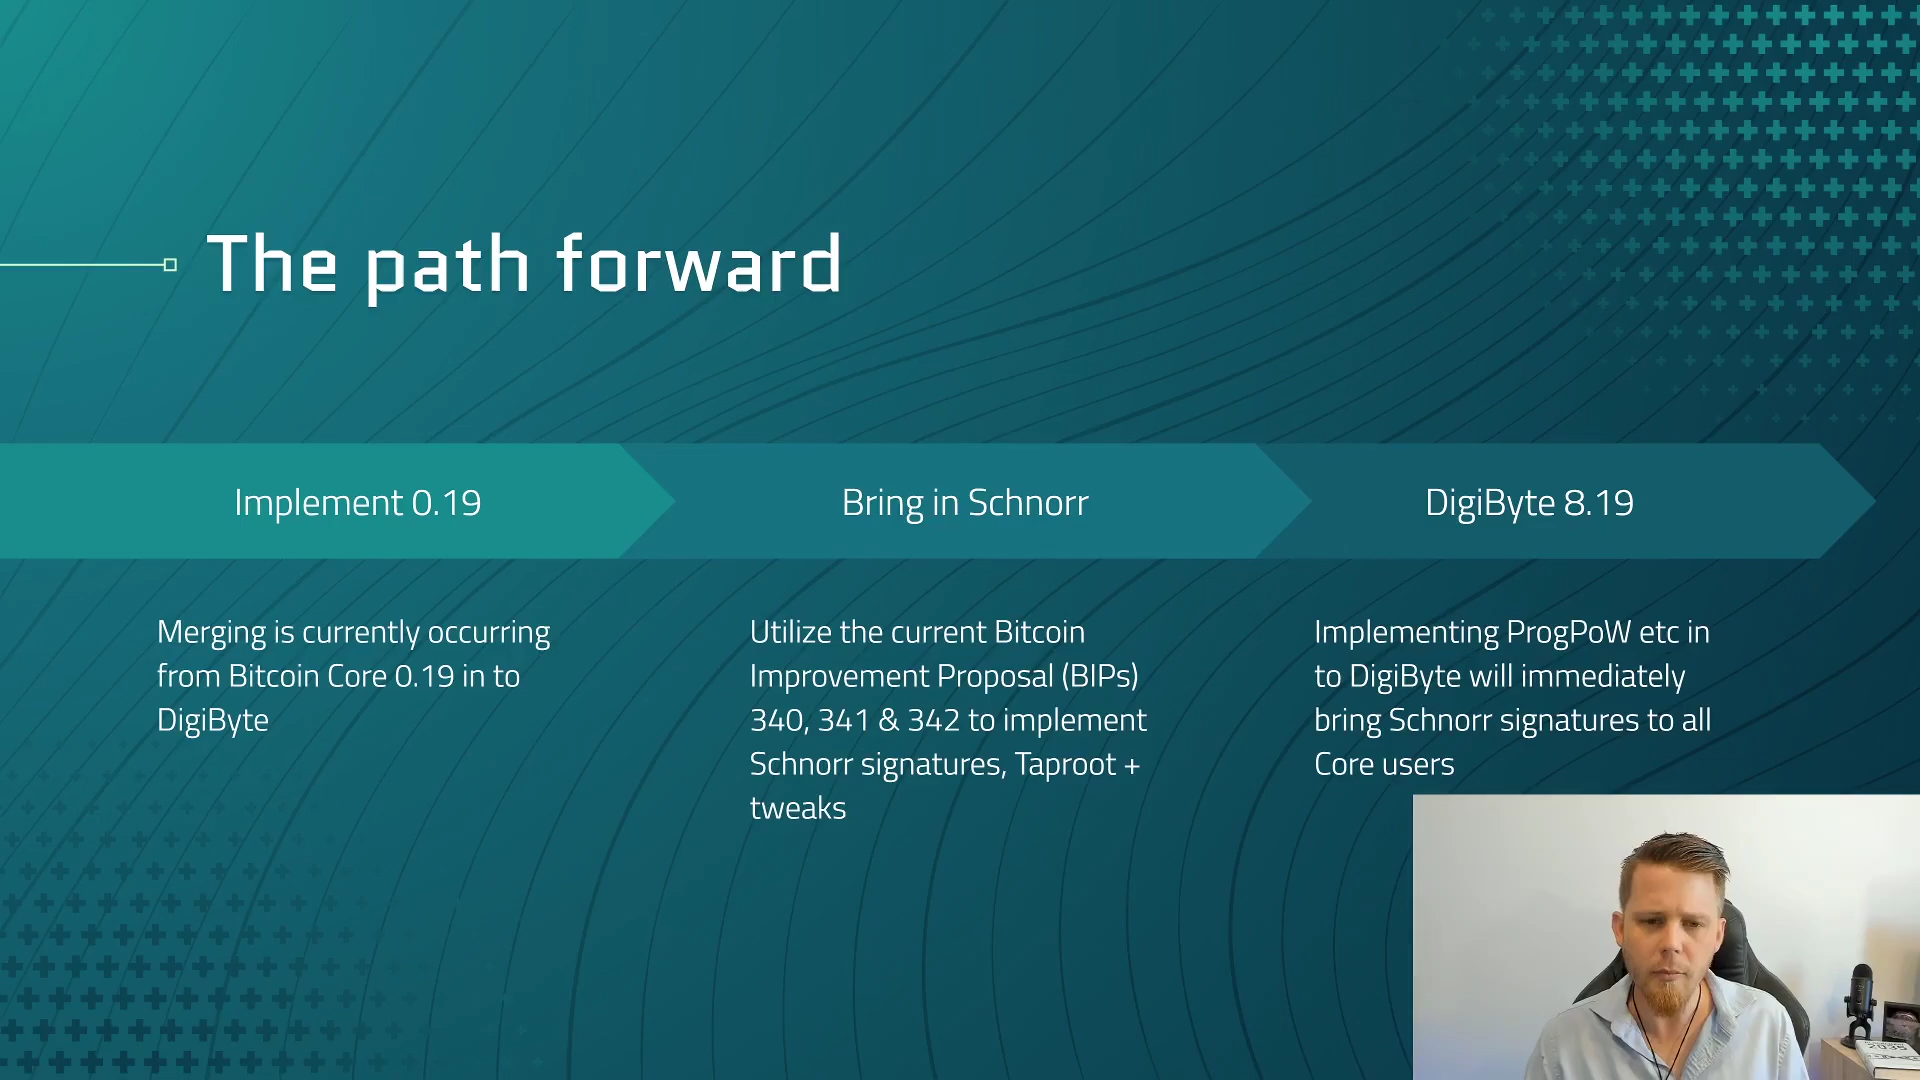 The path forward
Implement 0.19
Bring in Schnorr
DigiByte 8.19
Merging is currently occurring
from Bitcoin Core 0.19 in to
DigiByte
Utilize the current Bitcoin
Improvement Proposal (BIPs)
340, 341 & 342 to implement
Schnorr signatures, Taproot +
tweaks
Implementing ProgPoW etc in
to DigiByte will immediately
bring Schnorr signatures to all
Core users